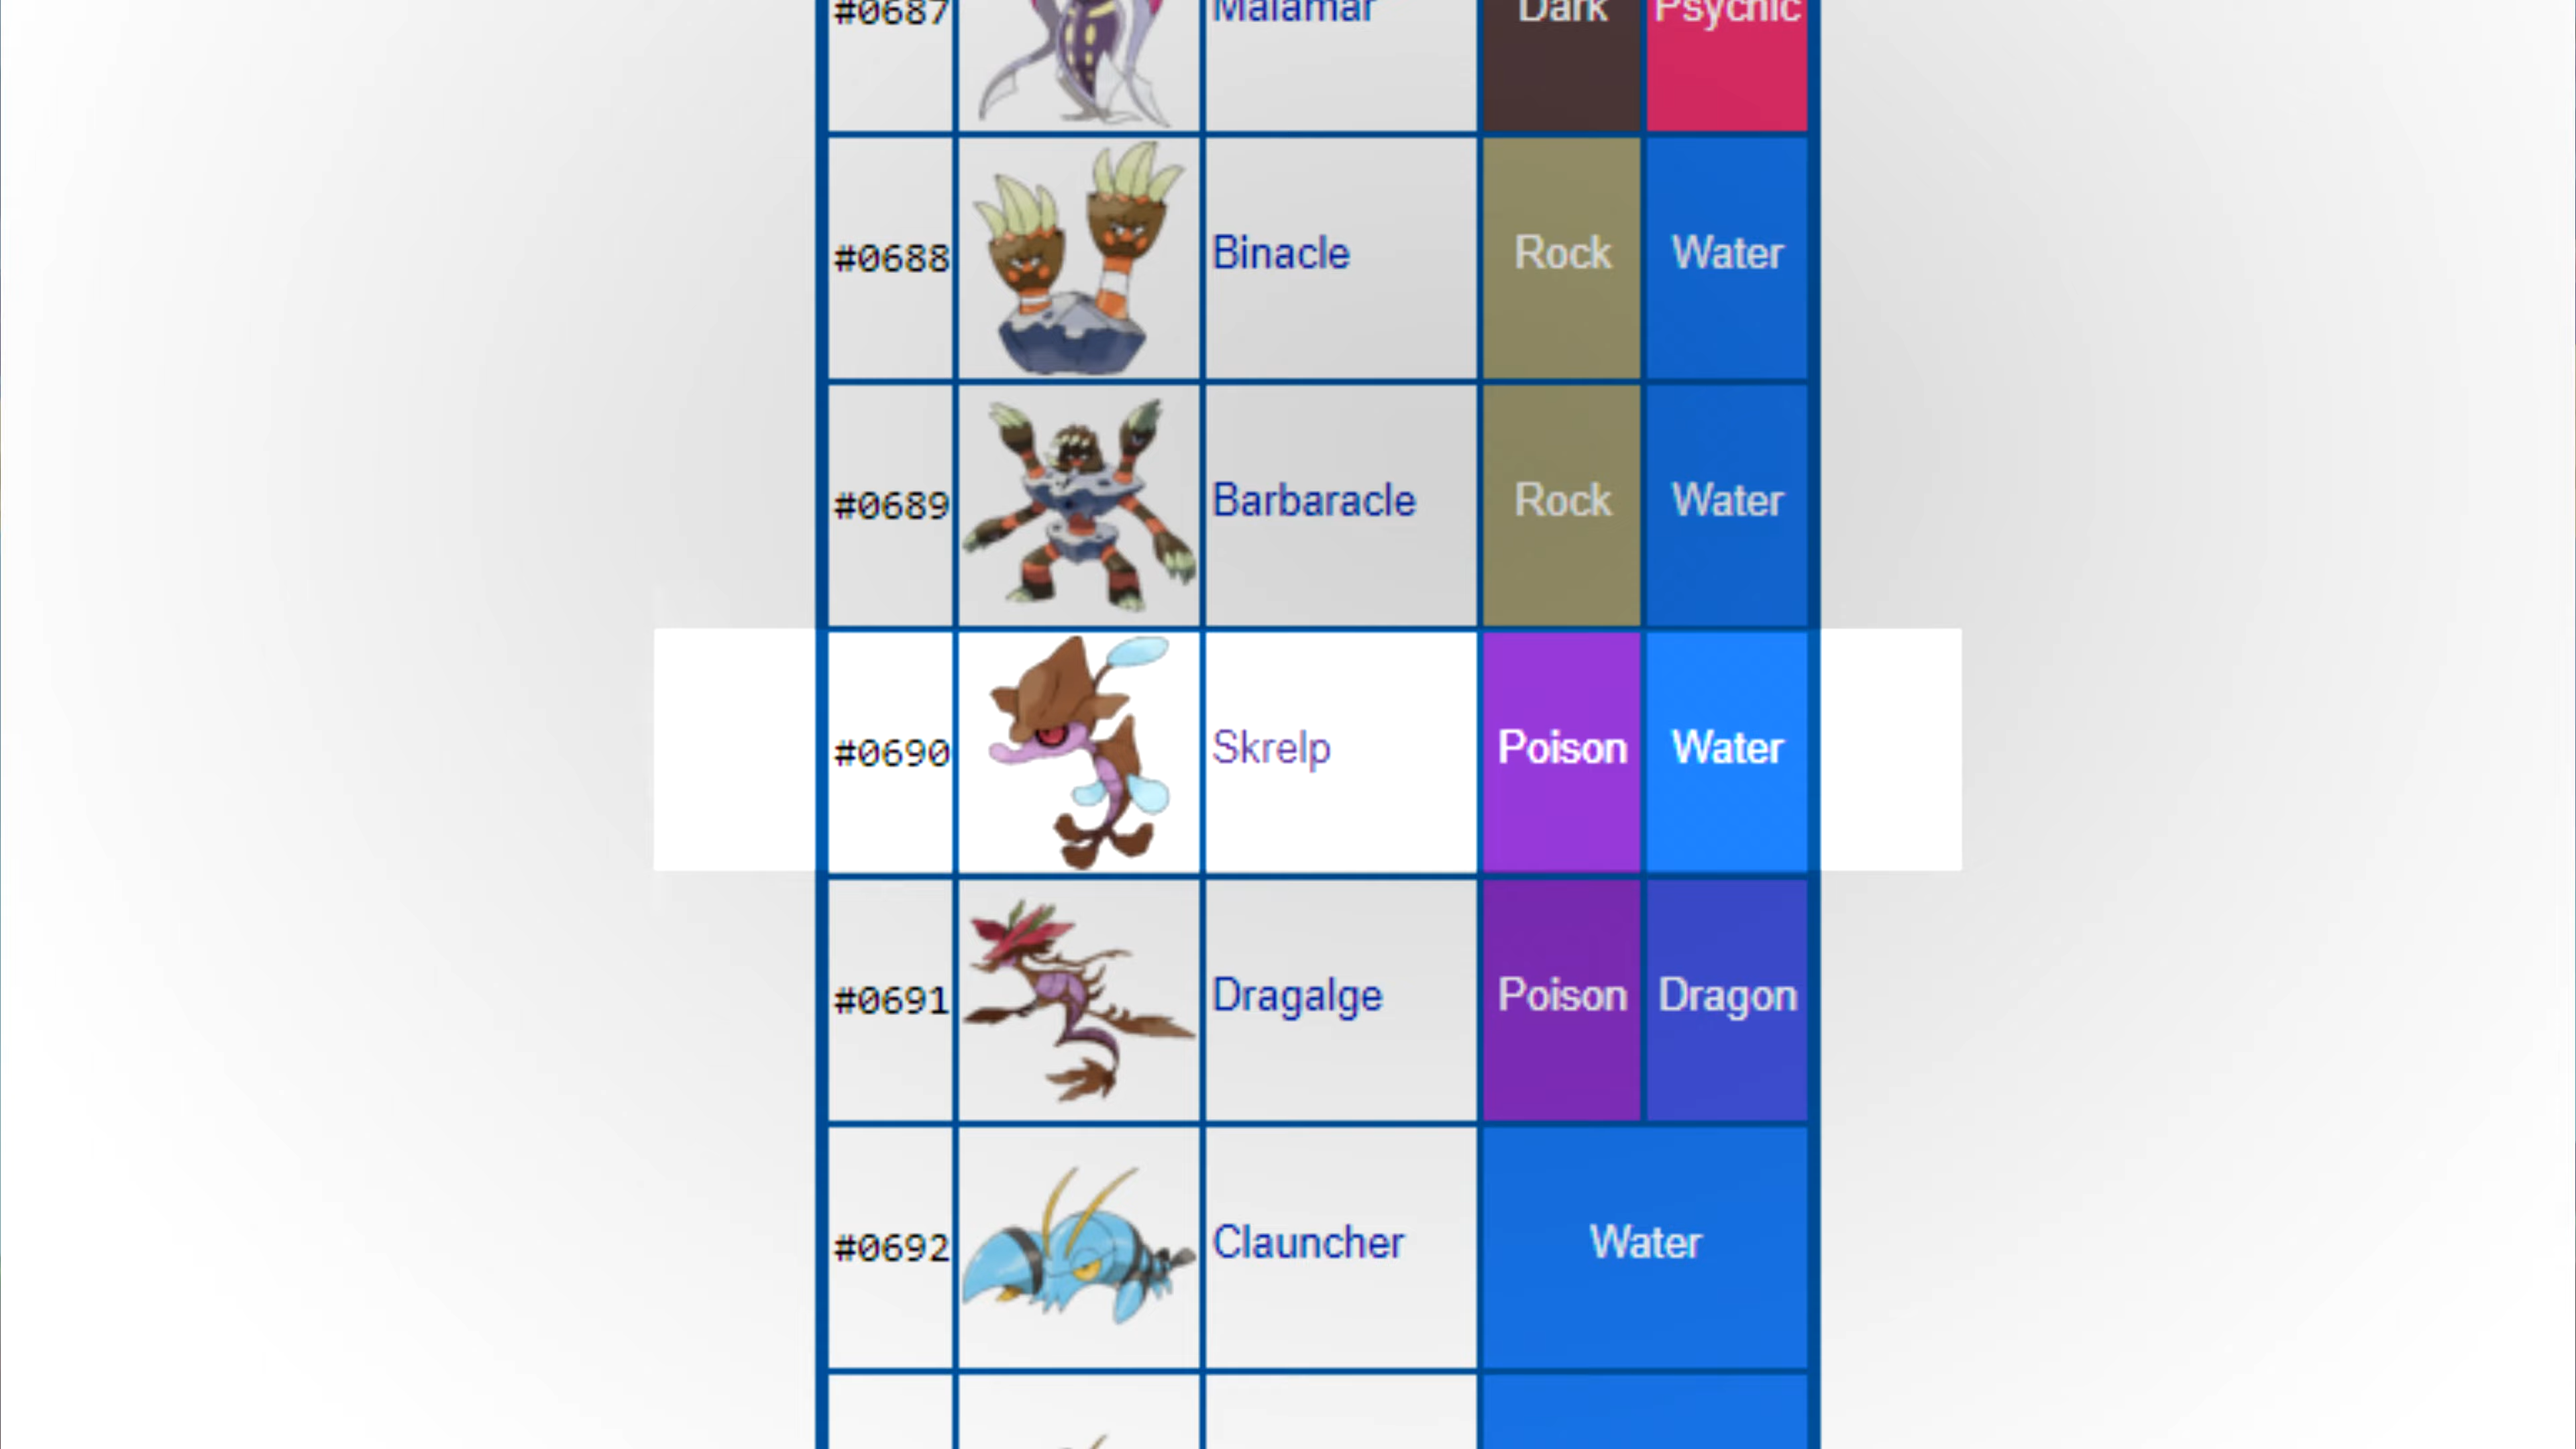 #0687 Malamar Dark Psychic
#0688 Binacle Rock Water
#0689 Barbaracle Rock Water
#0690 Skrelp Poison Water
#0691 Dragalge Poison Dragon
#0692 Clauncher Water